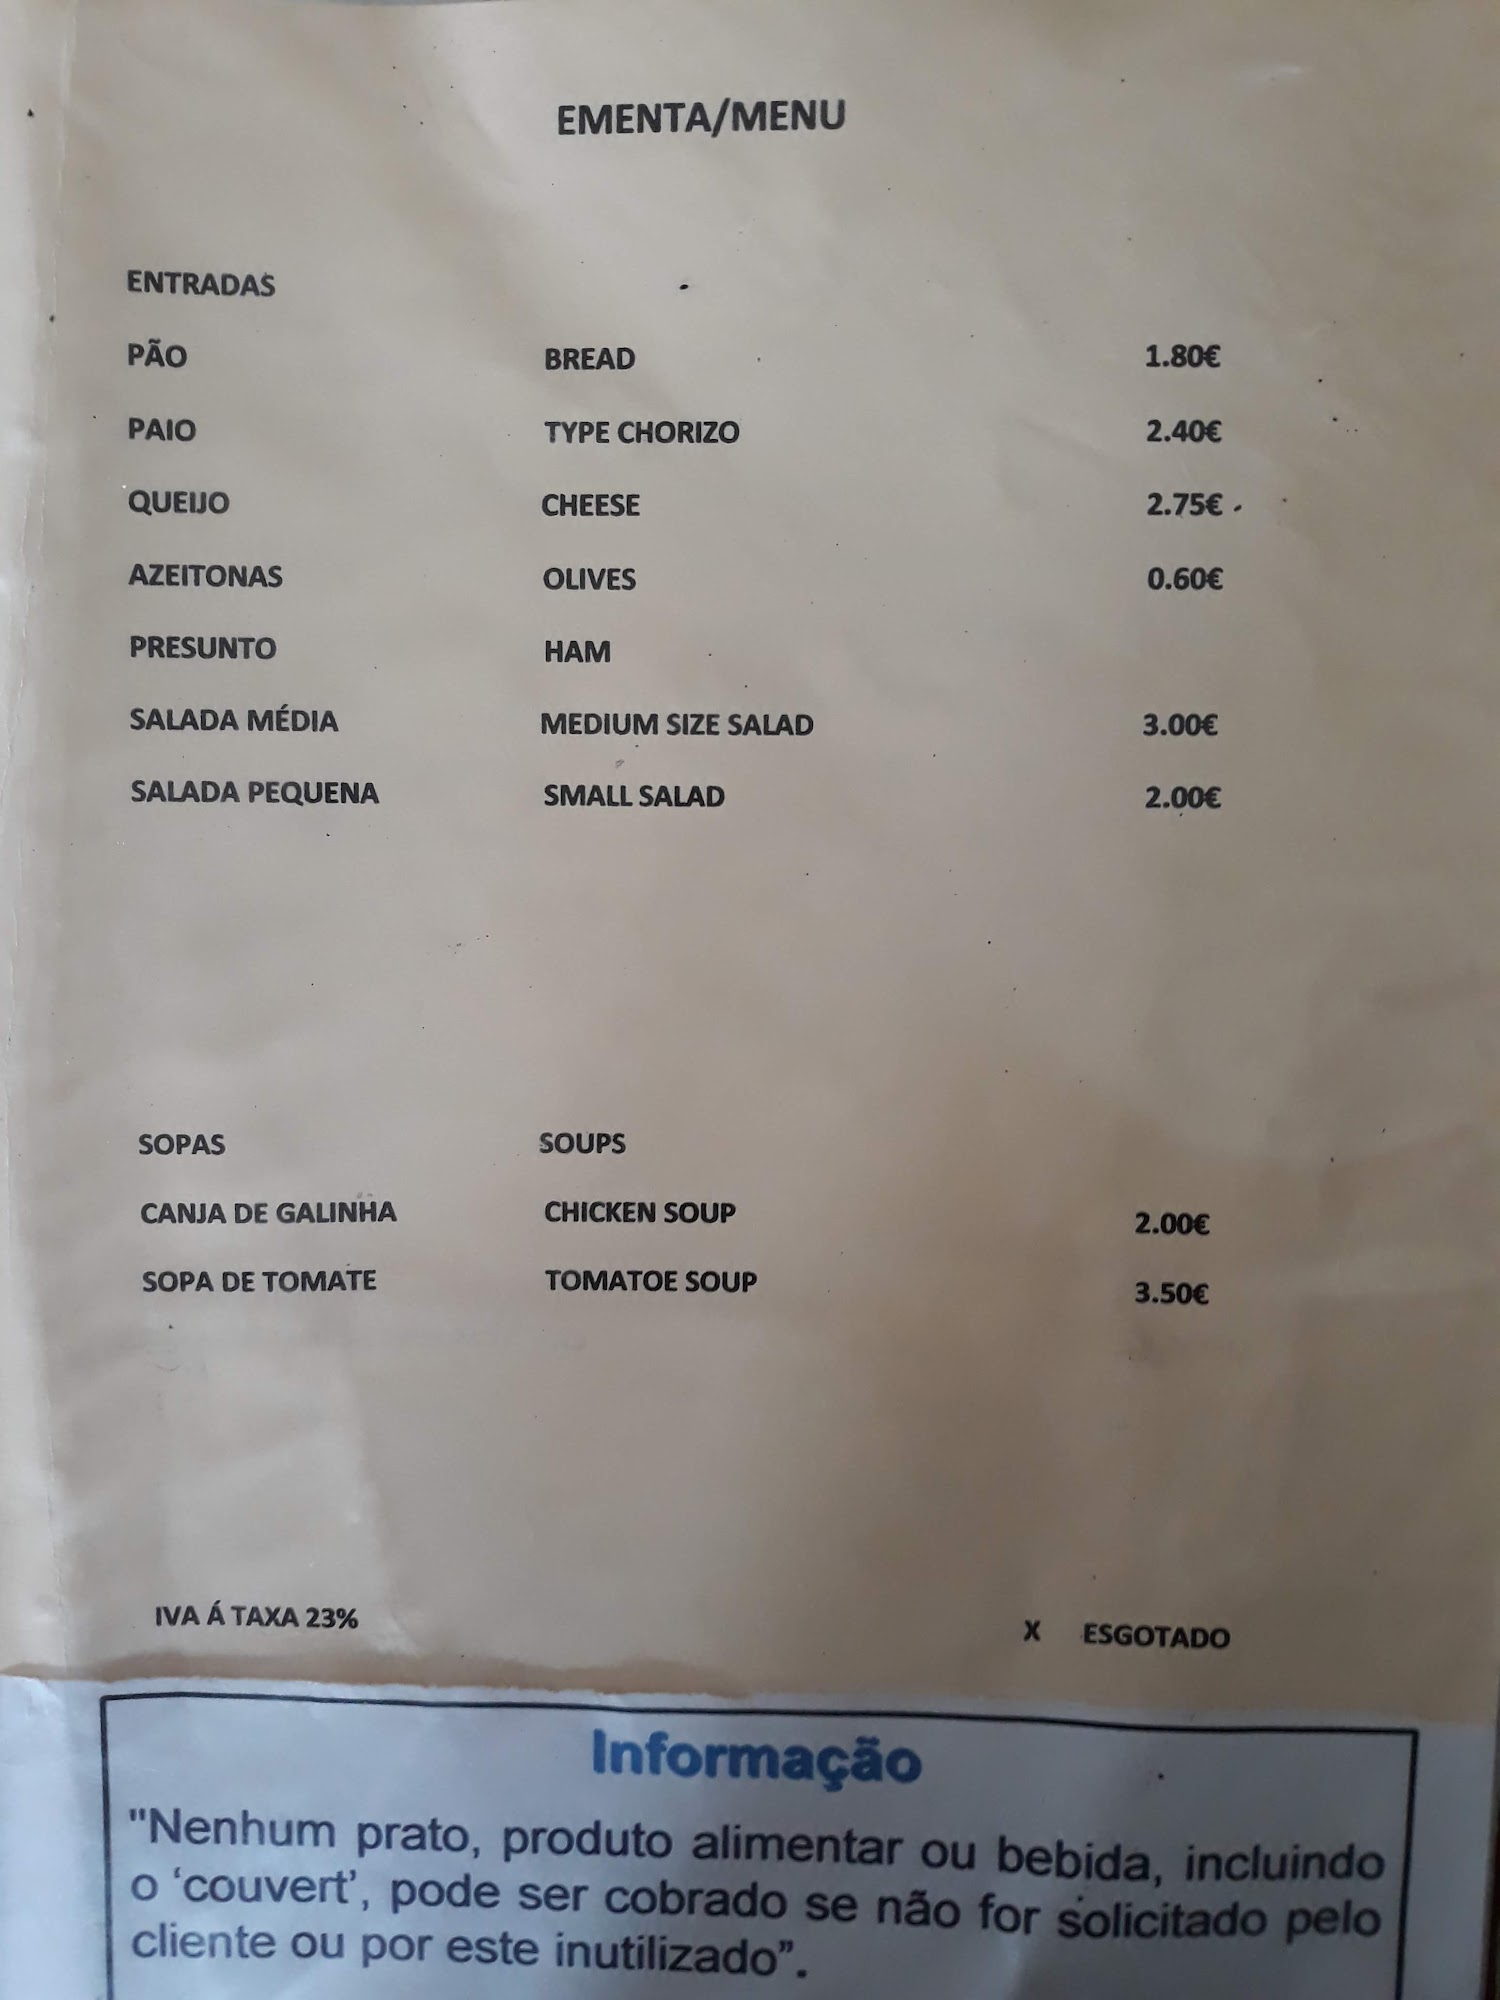 EMENTA/MENU
ENTRADAS
PÃO BREAD 1.80€
PAIO TYPE CHORIZO 2.40€
QUEIJO CHEESE 2.75€
AZEITONAS OLIVES 0.60€
PRESUNTO HAM
SALADA MÉDIA MEDIUM SIZE SALAD 3.00€
SALADA PEQUENA SMALL SALAD 2.00€
SOPAS SOUPS
CANJA DE GALINHA CHICKEN SOUP 2.00€
SOPA DE TOMATE TOMATOE SOUP 3.50€
IVA Á TAXA 23% X ESGOTADO
Informação
"Nenhum prato, produto alimentar ou bebida, incluindo
o ‘couvert’, pode ser cobrado se não for solicitado pelo
cliente ou por este inutilizado”.